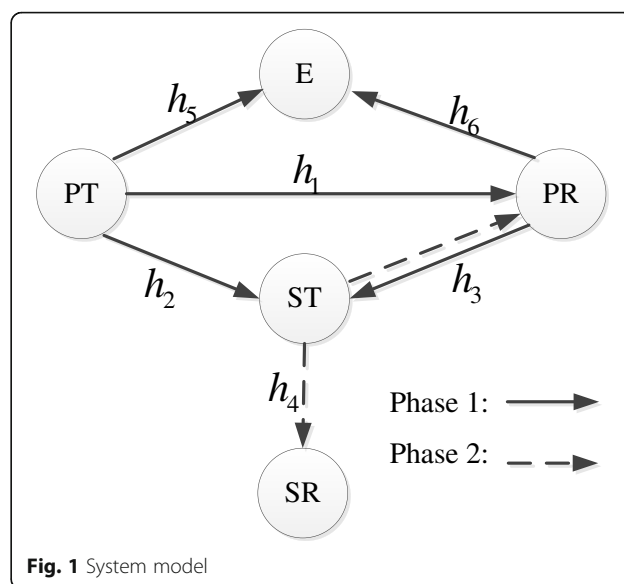 E
h5
h6
h1
PT
PR
h2
h3
ST
h4
Phase 1:
Phase 2:
SR
Fig. 1 System model